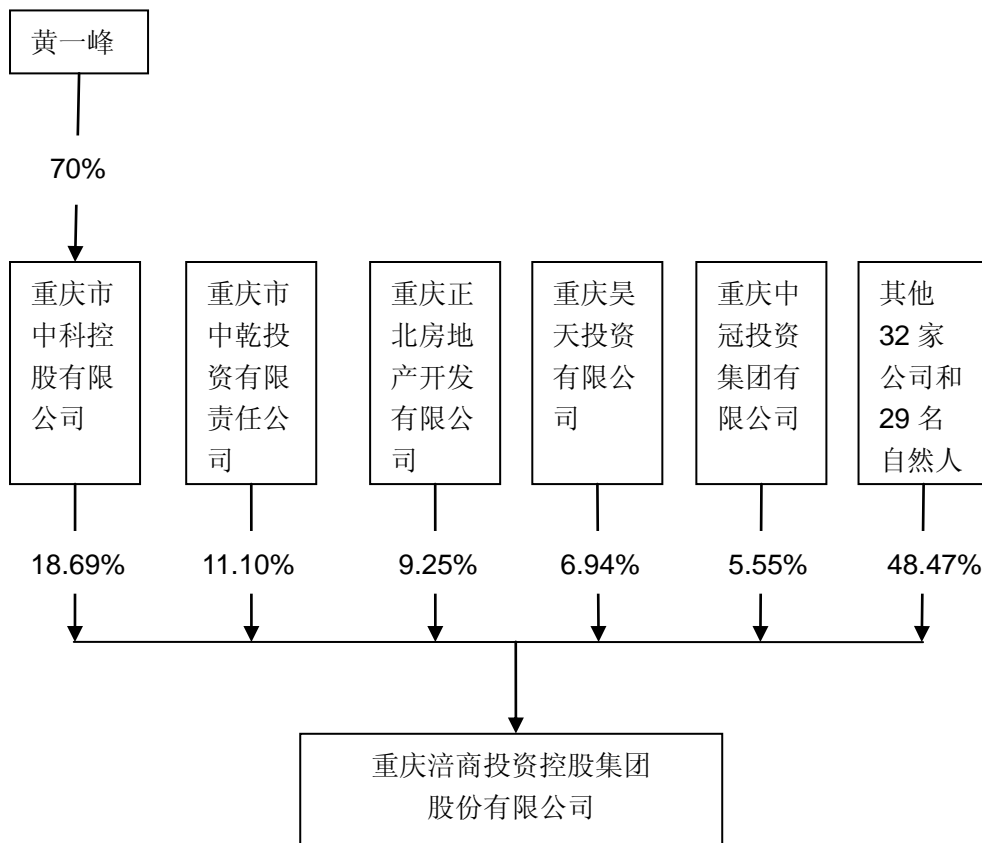 黄一峰
70%
重庆市
中科控
股有限
公司
重庆市
中乾投
资有限
责任公
司
重庆正
北房地
产开发
有限公
司
重庆昊
天投资
有限公
司
重庆中
冠投资
集团有
限公司
其他
32 家
公司和
29 名
自然人
18.69%
11.10%
9.25%
6.94%
5.55%
48.47%
重庆涪商投资控股集团
股份有限公司